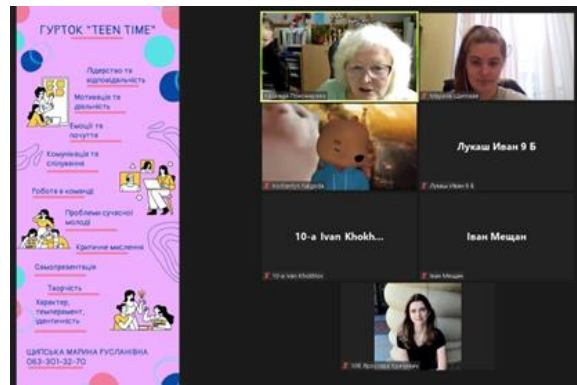 ГУРТОК "TEEN TIME"
Лідерство та
відповідальність
Мотивація та
діяльність
Емоції та
почуття
Комунікація та
спілкування
Робота в команді
Проблеми сучасної
молоді
Критичне мислення
Самопрезентація
Творчість
Характер,
темперамент,
ідентичність
ЩИПСЬКА МАРИНА РУСЛАНІВНА
063-301-32-70
Лукаш Иван 9 Б
Лукаш Иван 9 Б
10-а Ivan Khokh...
Іван Мещан
10-а Ivan Khokhlov
Іван Мещан